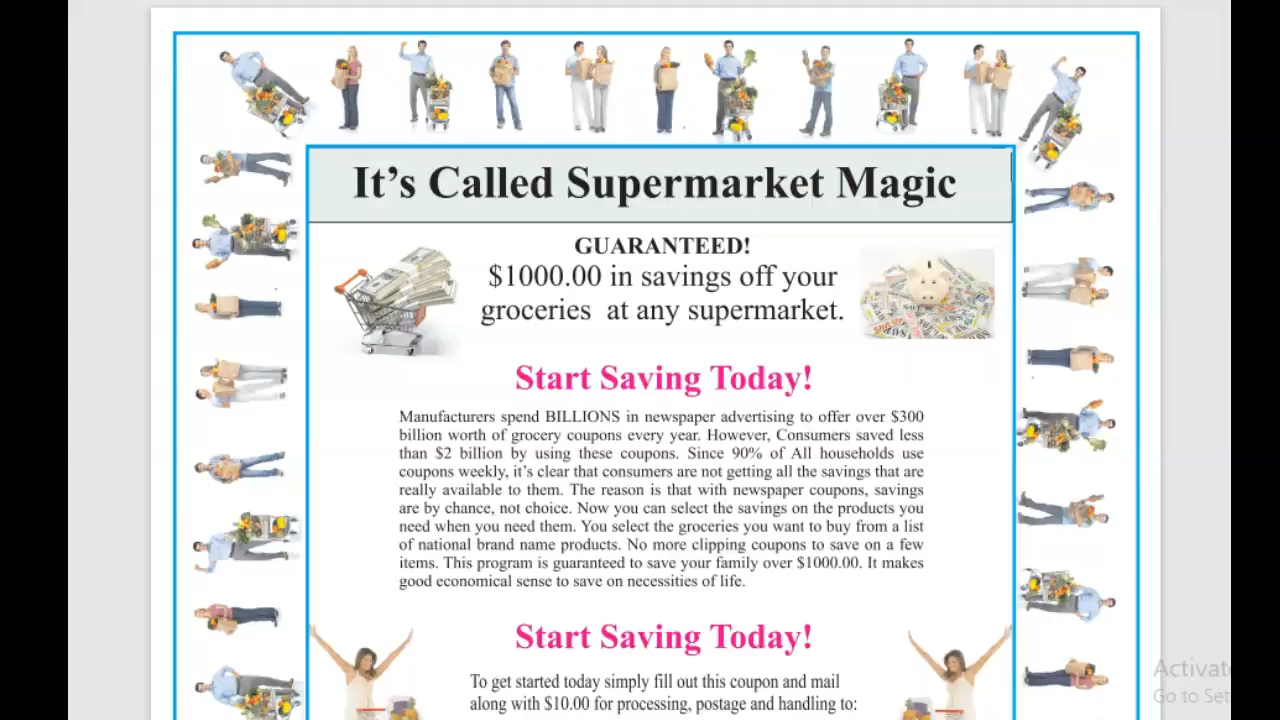 It's Called Supermarket Magic
GUARANTEED!
$1000.00 in savings off your
groceries at any supermarket.
Start Saving Today!
Manufacturers spend BILLIONS in newspaper advertising to offer over $300
billion worth of grocery coupons every year. However, Consumers saved less
than $2 billion by using these coupons. Since 90% of All households use
coupons weekly, it's clear that consumers are not getting all the savings that are
really available to them. The reason is that with newspaper coupons, savings
are by chance, not choice. Now you can select the savings on the products you
need when you need them. You select the groceries you want to buy from a list
of national brand name products. No more clipping coupons to save on a few
items. This program is guaranteed to save your family over $1000.00. It makes
good economical sense to save on necessities of life.
Start Saving Today!
To get started today simply fill out this coupon and mail
along with $10.00 for processing, postage and handling to:
Activat
Go to Set